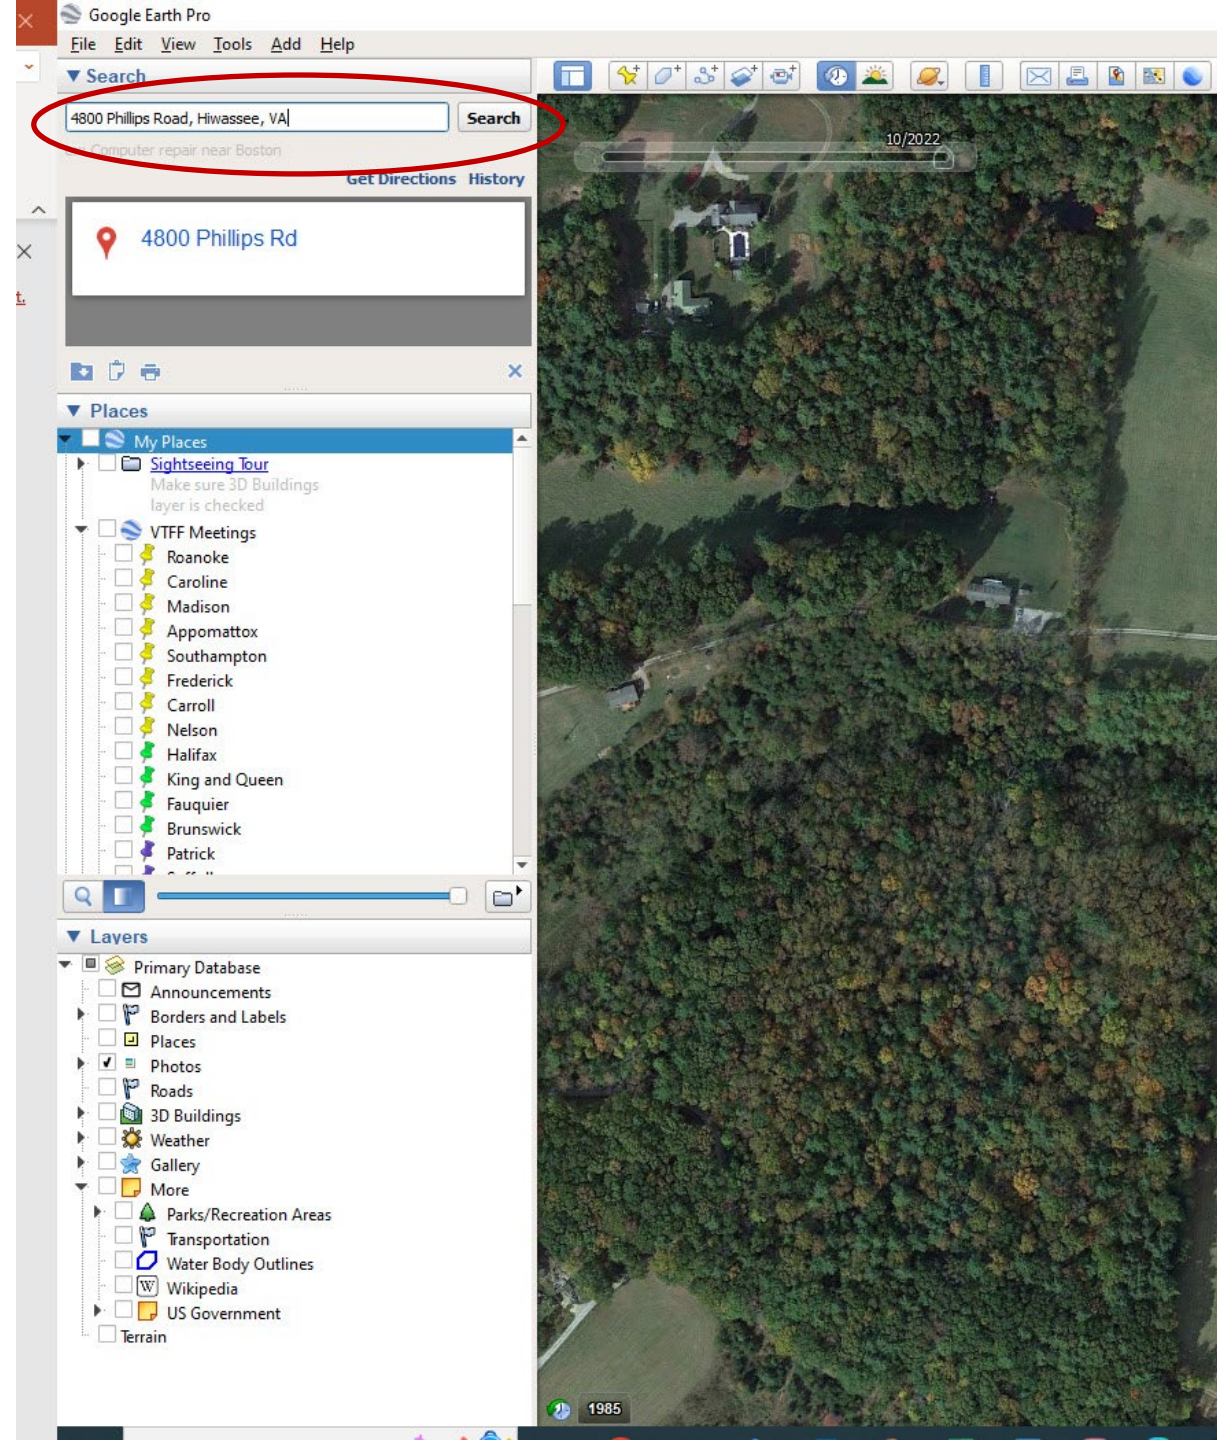 Google Earth Pro
File Edit View Tools Add Help
Search
4800 Phillips Road, Hiwassee, VA
Search
Computer repair near Boston
Get Directions History
4800 Phillips Rd
t.
Places
My Places
Sightseeing Tour
Make sure 3D Buildings
layer is checked
VTFF Meetings
Roanoke
Caroline
Madison
Appomattox
Southampton
Frederick
Carroll
Nelson
Halifax
King and Queen
Fauquier
Brunswick
Patrick
Layers
Primary Database
Announcements
Borders and Labels
Places
Photos
Roads
3D Buildings
Weather
Gallery
More
Parks/Recreation Areas
Transportation
Water Body Outlines
W Wikipedia
US Government
Terrain
10/2022
1985